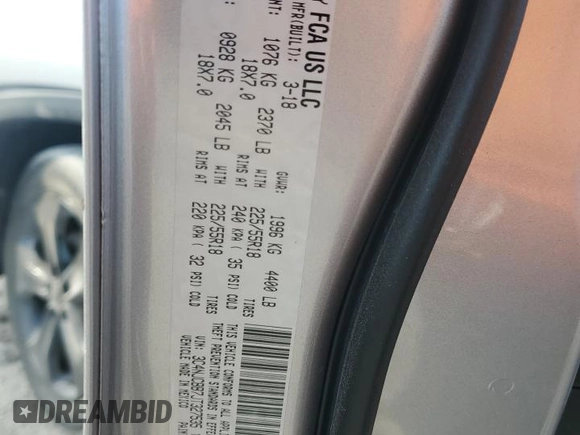 Y FCA US LLC
MFR(BUILT): 3-18 GVWR: 1996 KG 4400 LB
1076 KG 2370 LB WITH 225/55R18 TIRES
18X7.0 RIMS AT 240 KPA ( 35 PSI) COLD
0928 KG 2045 LB WITH 225/55R18 TIRES
18X7.0 RIMS AT 220 KPA ( 32 PSI) COLD
THIS VEHICLE CONFORMS TO ALL
THEFT PREVENTION STANDARDS IN EFFE
VIN:
MADE IN MEXICO
DREAMBID